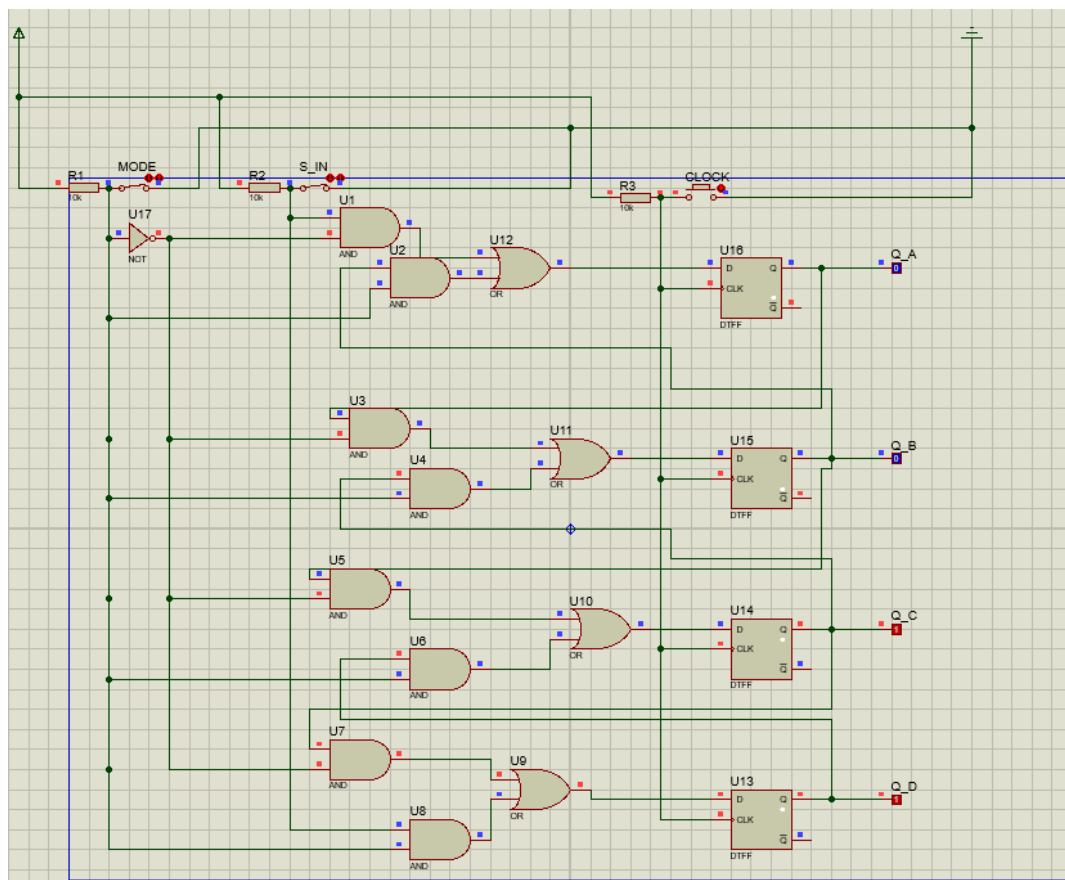 R1
10k
MODE
R2
10k
S_IN
R3
10k
CLOCK
U17
NOT
U1
AND
U2
AND
U12
OR
U16
D Q
CLK
Q
DTFF
Q_A
0
U3
AND
U4
AND
U11
OR
U15
D Q
CLK
Q
DTFF
Q_B
0
U5
AND
U6
AND
U10
OR
U14
D Q
CLK
Q
DTFF
Q_C
1
U7
AND
U8
AND
U9
OR
U13
D Q
CLK
Q
DTFF
Q_D
1